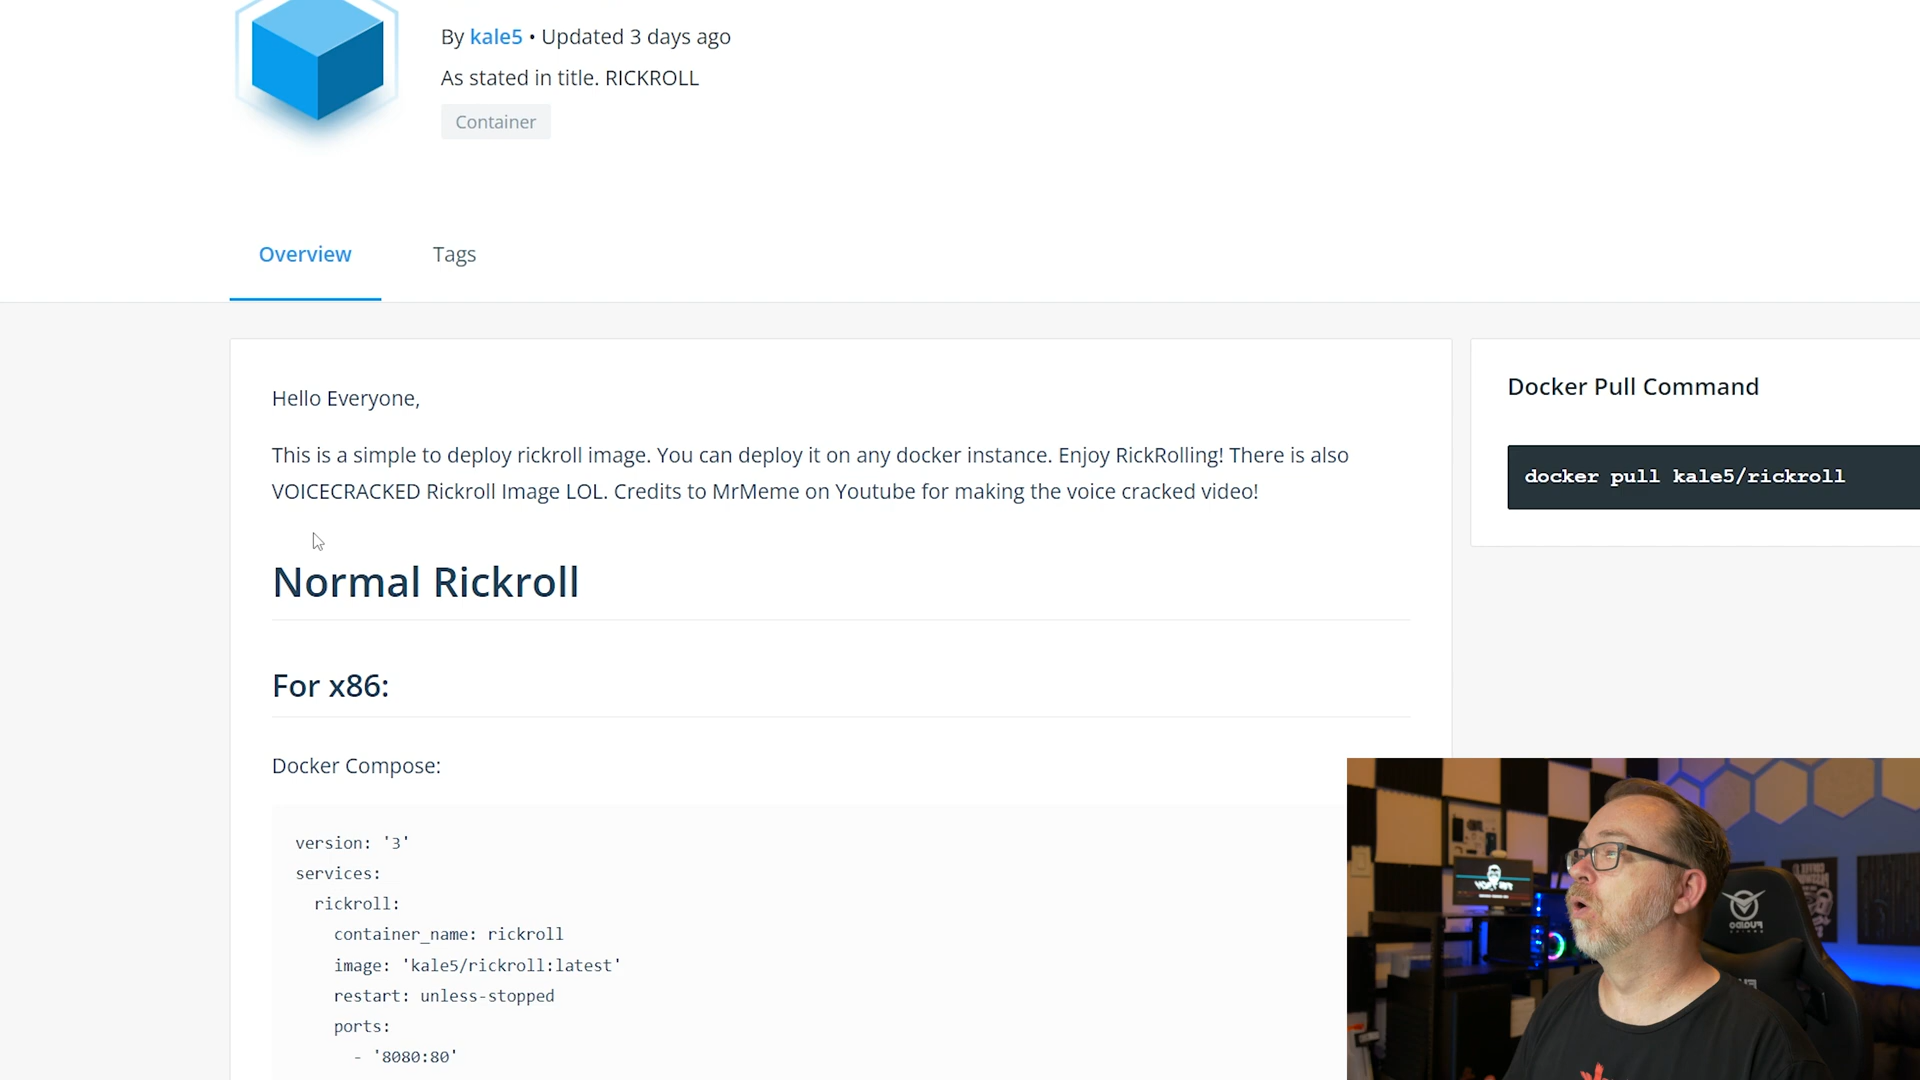 By kale5 • Updated 3 days ago
As stated in title. RICKROLL
Container
Overview
Tags
Hello Everyone,
This is a simple to deploy rickroll image. You can deploy it on any docker instance. Enjoy RickRolling! There is also
VOICECRACKED Rickroll Image LOL. Credits to MrMeme on Youtube for making the voice cracked video!
Normal Rickroll
For x86:
Docker Compose:
version: '3'
services:
rickroll:
container_name: rickroll
image: 'kale5/rickroll:latest'
restart: unless-stopped
ports:
- '8080:80'
Docker Pull Command
docker pull kale5/rickroll